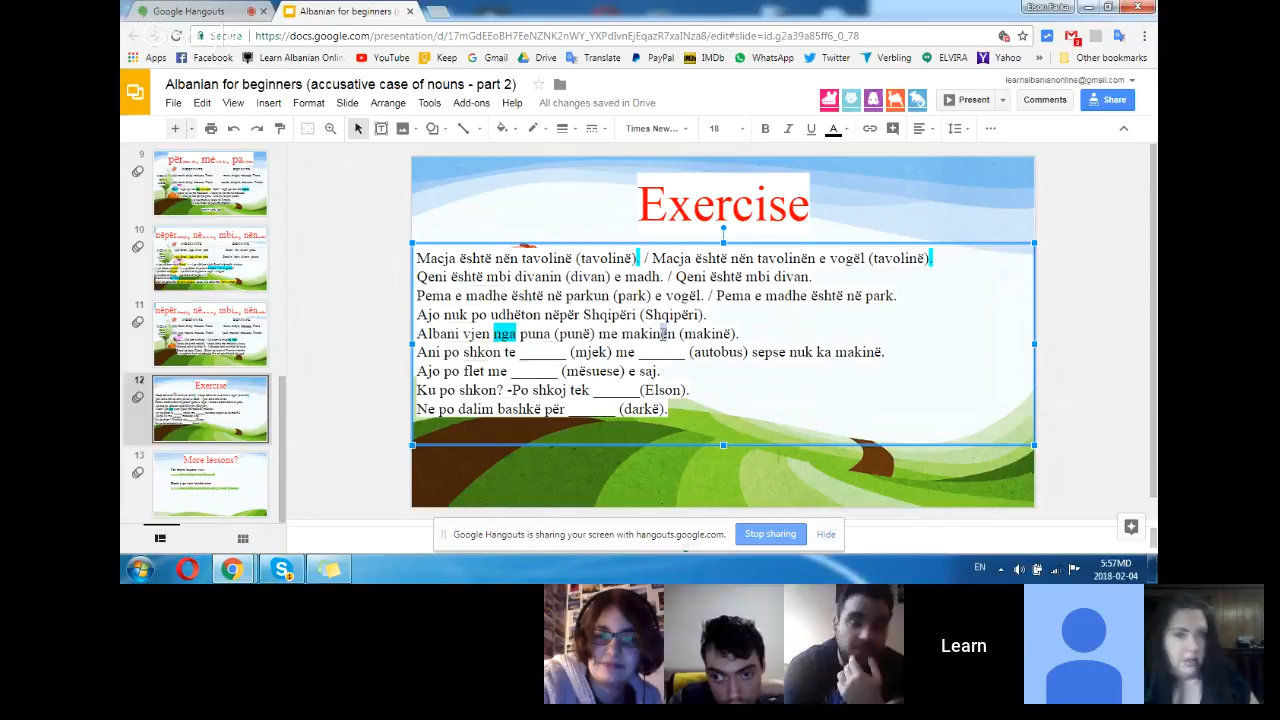 Google Hangouts
Albanian for beginners (
Elson Farka
Secure
https://docs.google.com/presentation/d/17mGdEEoBH7EeNZNK2nWY_YXPdIvnEjEqazR7xaINza8/edit#slide=id.g2a39a85ff6_0_78
Apps
Facebook
Learn Albanian Onlin
YouTube
Keep
Gmail
Drive
Translate
PayPal
IMDb
WhatsApp
Twitter
Verbling
ELVIRA
Yahoo
»
Other bookmarks
learnalbanianonline@gmail.com
Albanian for beginners (accusative case of nouns - part 2)
File Edit View Insert Format Slide Arrange Tools Add-ons Help All changes saved in Drive
Present
Comments
Share
Times New...
18
B I U A
9
10
11
12
Exercise
13
More lessons?
Exercise
Macja është nën tavolinë (tavolinë). / Macja është nën tavolinën e vogël (tavolinë).
Qeni është mbi divanin (divan) e madh. / Qeni është mbi divan.
Pema e madhe është në parkun (park) e vogël. / Pema e madhe është në park.
Ajo nuk po udhëton nëpër Shqipëri (Shqipëri).
vjen nga puna (punë) me makinën (makinë).
Ani po shkon te ______ (mjek) me ______ (autobus) sepse nuk ka makinë.
Ajo po flet me ______ (mësuese) e saj.
Ku po shkon? -Po shkoj tek ______ (Elson).
Ne po dalim bashkë për ______ (darkë).
Google Hangouts is sharing your screen with hangouts.google.com.
Stop sharing
Hide
EN
5:57MD
2018-02-04
Learn